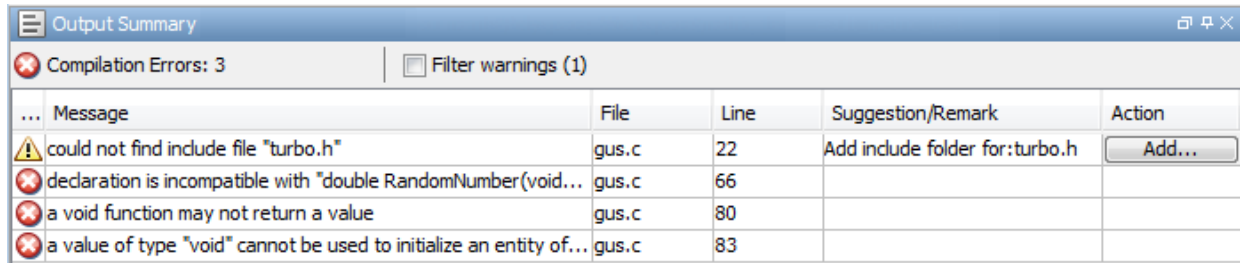 Output Summary
Compilation Errors: 3 Filter warnings (1)
... Message File Line Suggestion/Remark Action
could not find include file "turbo.h" gus.c 22 Add include folder for:turbo.h Add...
declaration is incompatible with "double RandomNumber(void... gus.c 66
a void function may not return a value gus.c 80
a value of type "void" cannot be used to initialize an entity of... gus.c 83